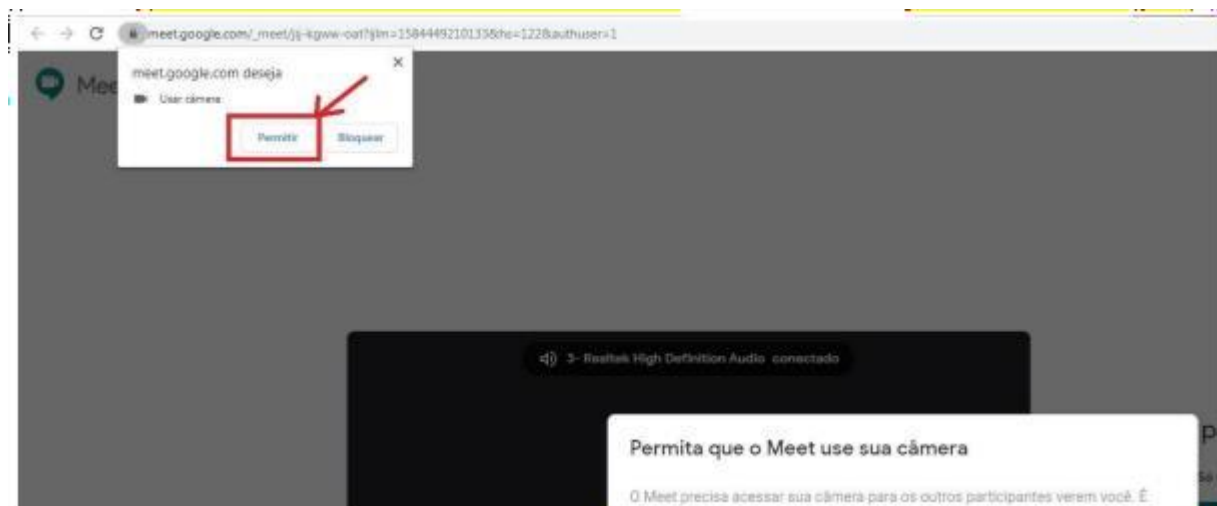 meet.google.com/_meet/jij-kgww-oat?ijlm=1584449210133&hs=122&authuser=1
Meet
meet.google.com deseja
Usar câmera
Permitir
Bloquear
3- Realtek High Definition Audio conectado
Permita que o Meet use sua câmera
O Meet precisa acessar sua câmera para os outros participantes verem você. É